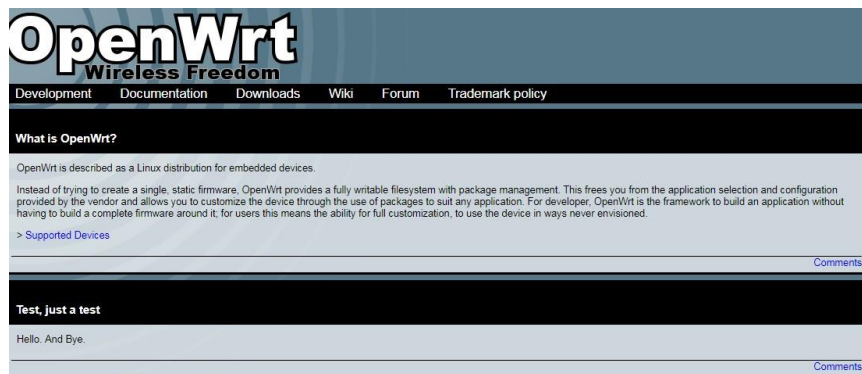 OpenWrt
Wireless Freedom
Development Documentation Downloads Wiki Forum Trademark policy
What is OpenWrt?
OpenWrt is described as a Linux distribution for embedded devices.
Instead of trying to create a single, static firmware, OpenWrt provides a fully writable filesystem with package management. This frees you from the application selection and configuration
provided by the vendor and allows you to customize the device through the use of packages to suit any application. For developer, OpenWrt is the framework to build an application without
having to build a complete firmware around it; for users this means the ability for full customization, to use the device in ways never envisioned.
> Supported Devices
Comments
Test, just a test
Hello. And Bye.
Comments